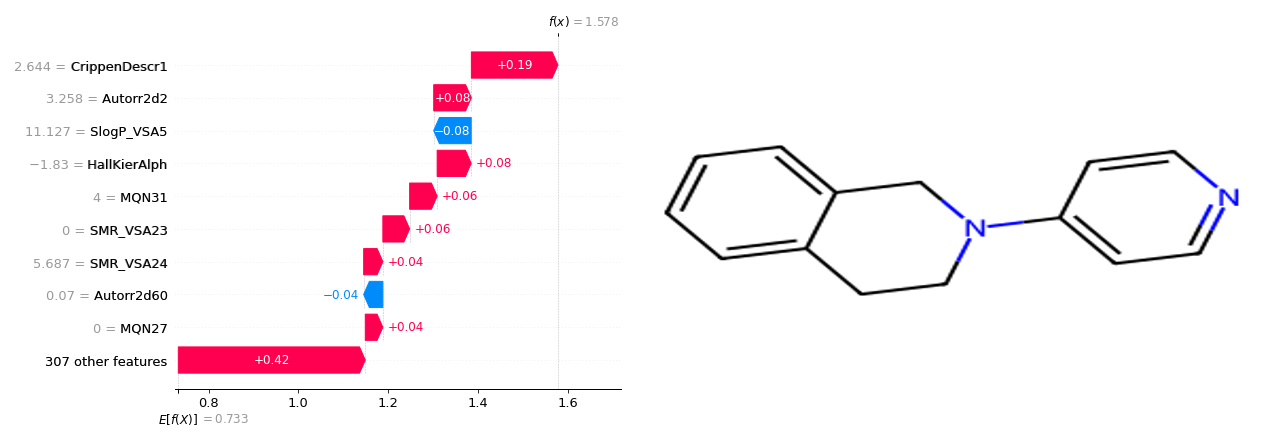 f(x) = 1.578
2.644 = CrippenDescr1 +0.19
3.258 = Autorr2d2 +0.08
11.127 = SlogP_VSA5 −0.08
−1.83 = HallKierAlph +0.08
4 = MQN31 +0.06
0 = SMR_VSA23 +0.06
5.687 = SMR_VSA24 +0.04
0.07 = Autorr2d60 −0.04
0 = MQN27 +0.04
307 other features +0.42
0.8 1.0 1.2 1.4 1.6
E[f(X)] = 0.733
N
N